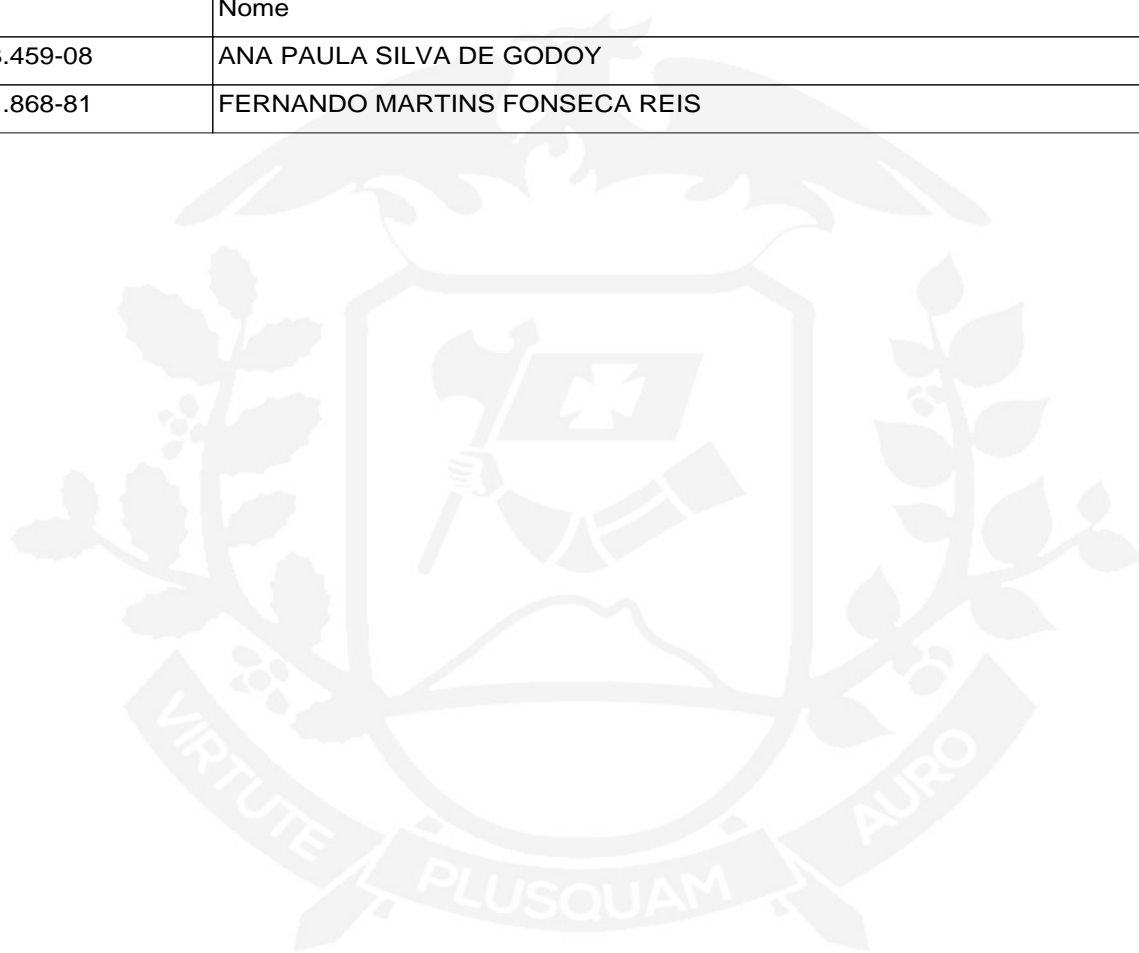 Nome
.459-08 ANA PAULA SILVA DE GODOY
.868-81 FERNANDO MARTINS FONSECA REIS
VIRTUTE PLUSQUAM AURO